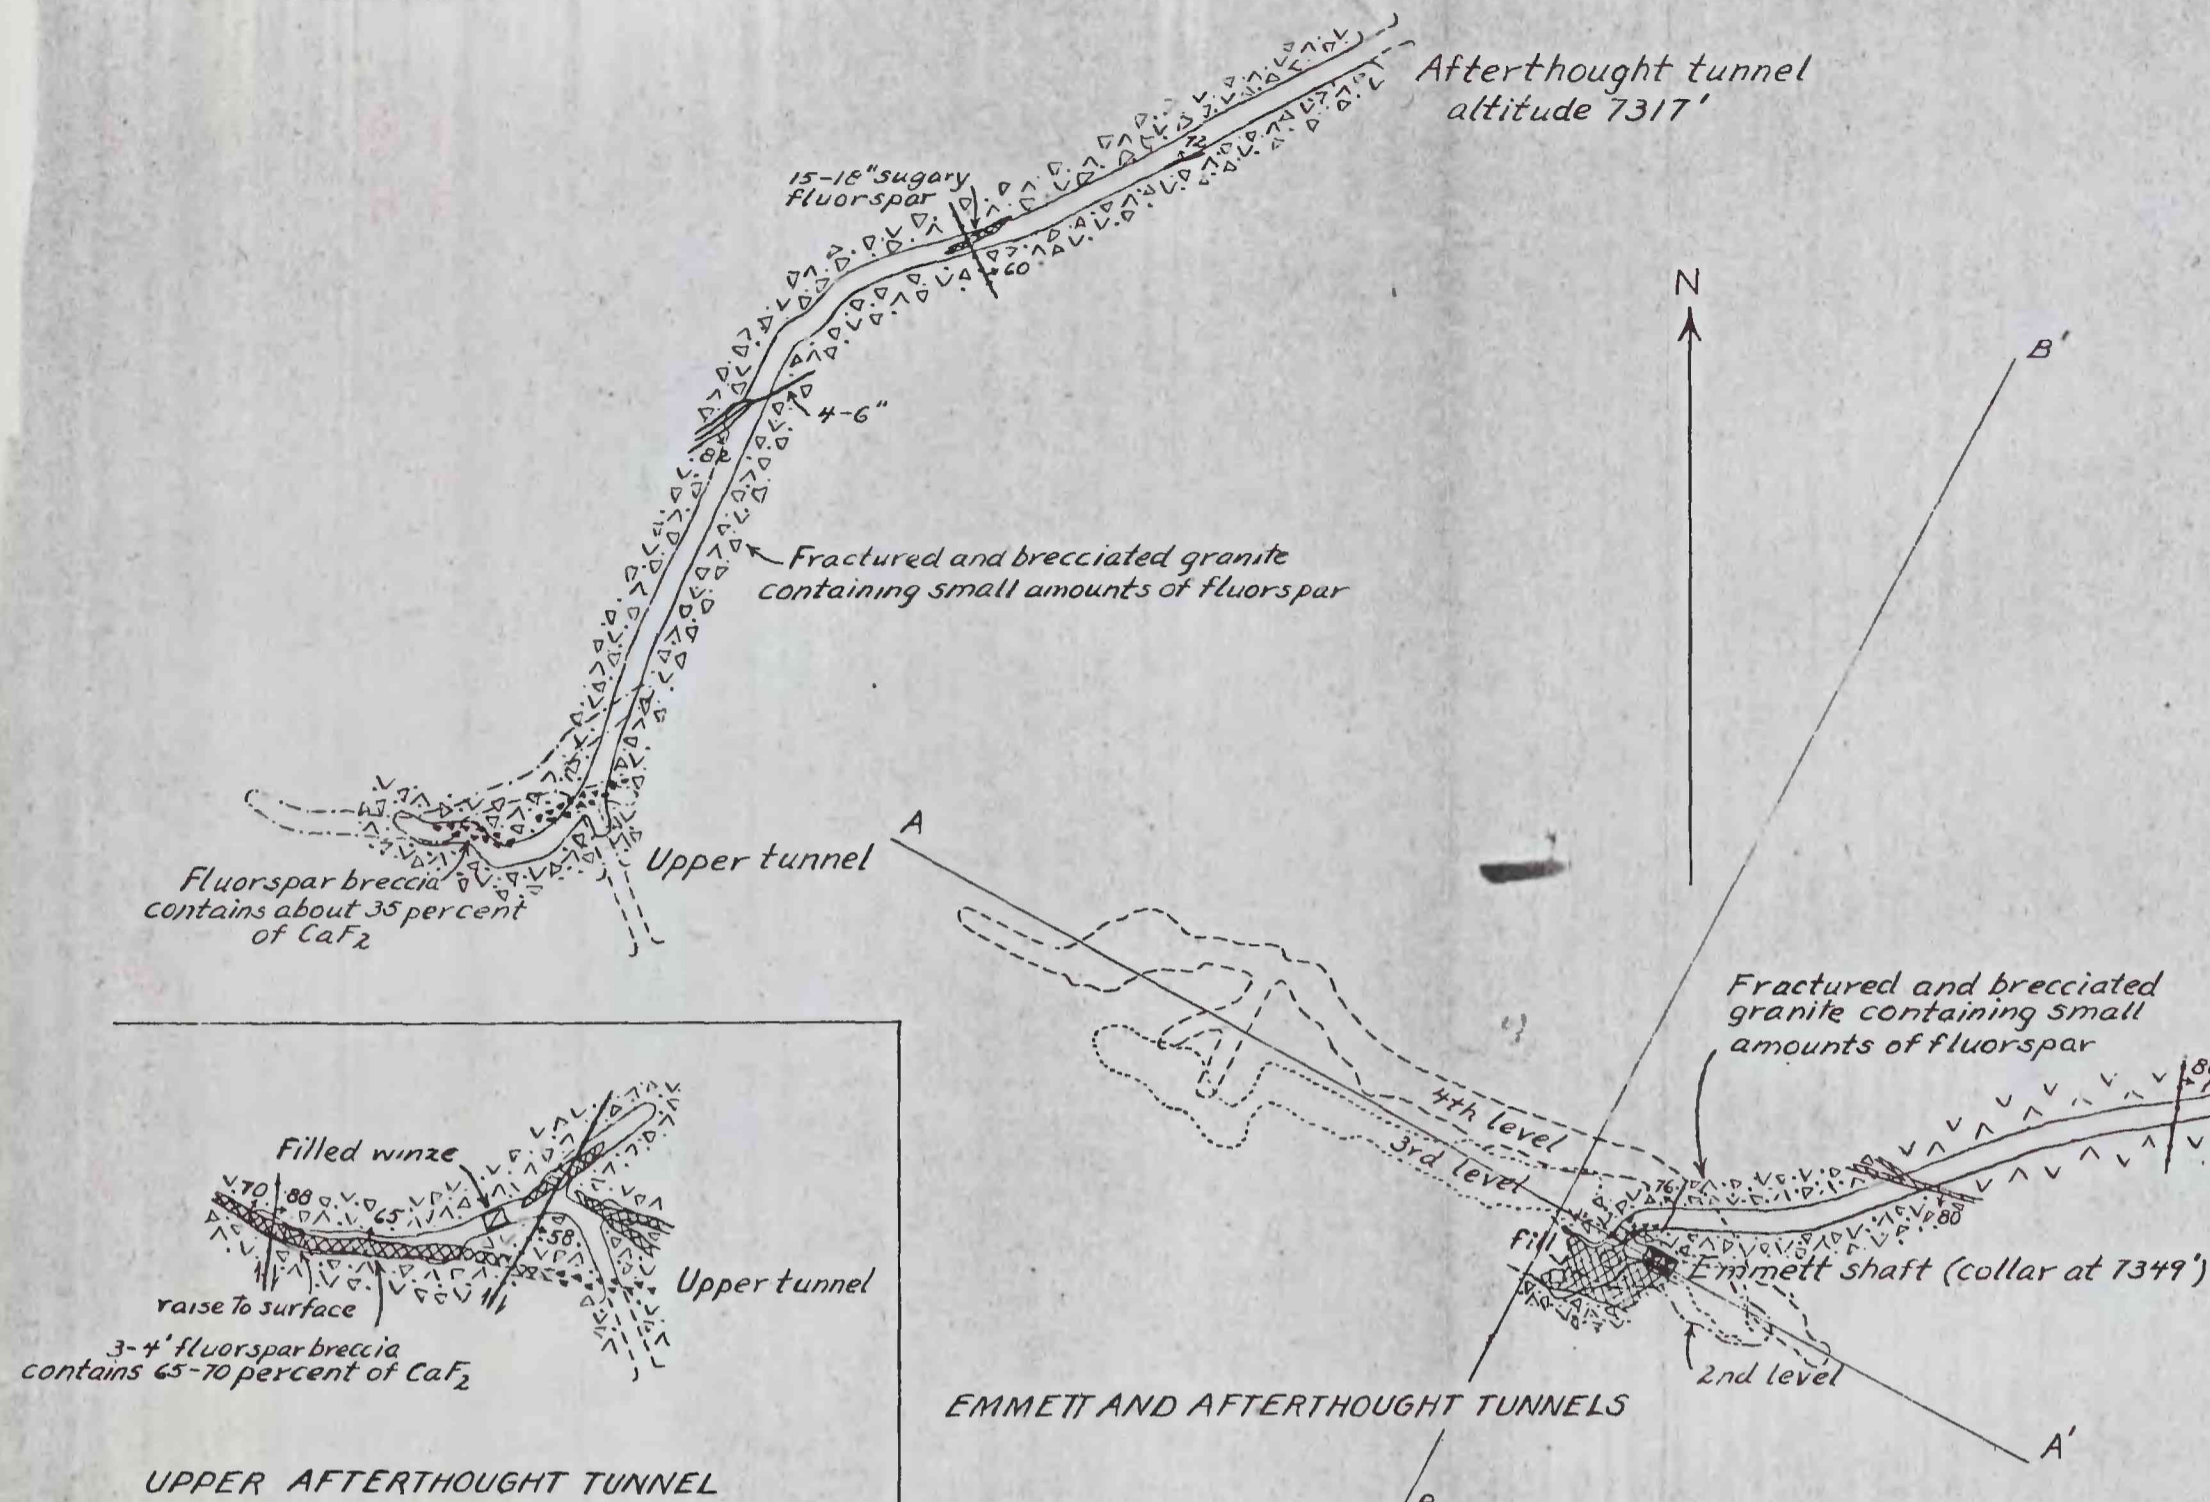 Afterthought tunnel
altitude 7317'
72
15-18" sugary
fluorspar
60
N
B'
4-6"
82
Fractured and brecciated granite
containing small amounts of fluorspar
A
Upper tunnel
Fluorspar breccia
contains about 35 percent
of CaF2
Fractured and brecciated
granite containing small
amounts of fluorspar
4th level
3rd level
76
80
fill
Emmett shaft (collar at 7349')
2nd level
A'
EMMETT AND AFTERTHOUGHT TUNNELS
Filled winze
70
88
65
58
Upper tunnel
raise to surface
3-4' fluorspar breccia
contains 65-70 percent of CaF2
UPPER AFTERTHOUGHT TUNNEL